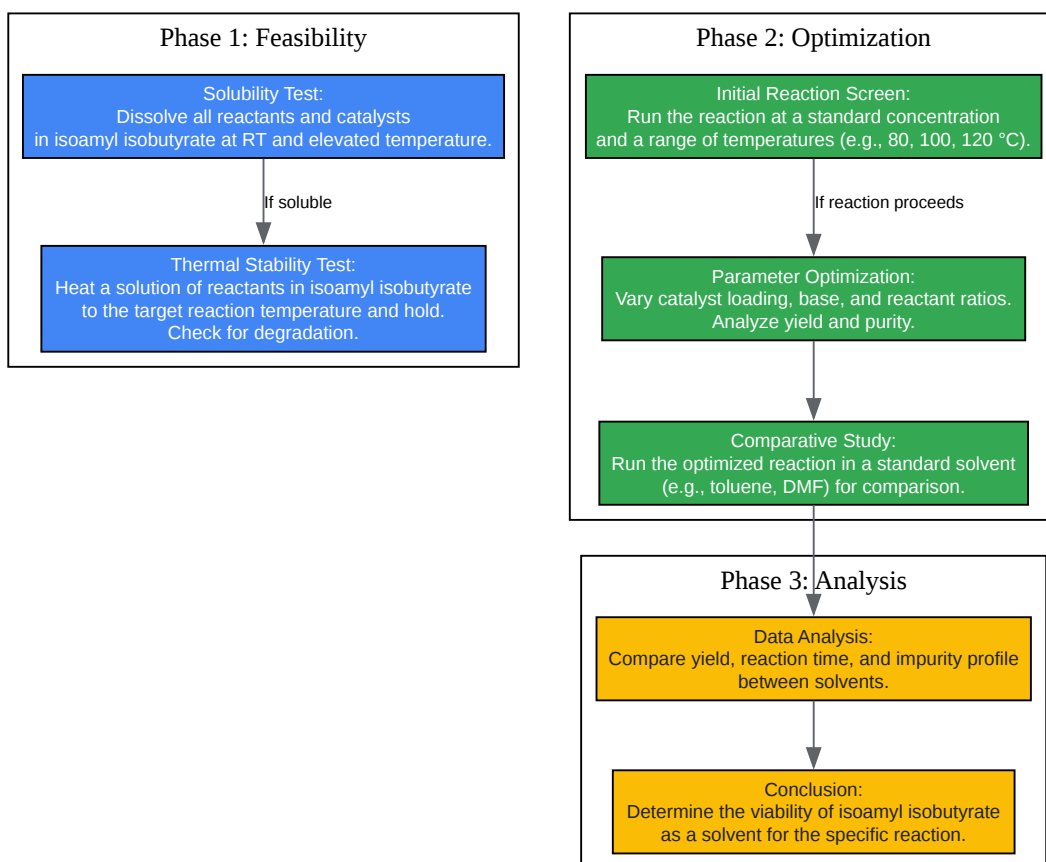 Phase 1: Feasibility
Solubility Test:
Dissolve all reactants and catalysts
in isoamyl isobutyrate at RT and elevated temperature.
If soluble
Thermal Stability Test:
Heat a solution of reactants in isoamyl isobutyrate
to the target reaction temperature and hold.
Check for degradation.
Phase 2: Optimization
Initial Reaction Screen:
Run the reaction at a standard concentration
and a range of temperatures (e.g., 80, 100, 120 °C).
If reaction proceeds
Parameter Optimization:
Vary catalyst loading, base, and reactant ratios.
Analyze yield and purity.
Comparative Study:
Run the optimized reaction in a standard solvent
(e.g., toluene, DMF) for comparison.
Phase 3: Analysis
Data Analysis:
Compare yield, reaction time, and impurity profile
between solvents.
Conclusion:
Determine the viability of isoamyl isobutyrate
as a solvent for the specific reaction.